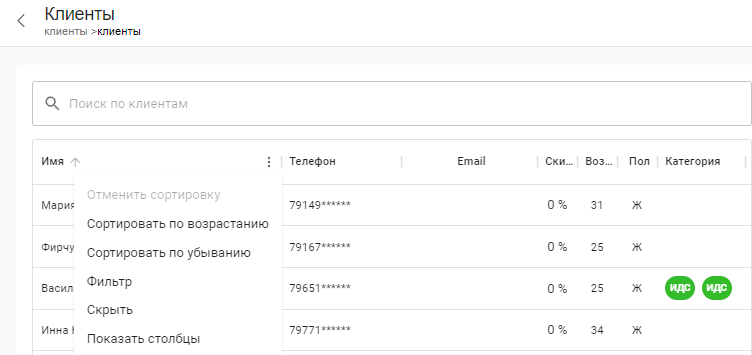 Клиенты
клиенты >клиенты
Поиск по клиентам
Имя Телефон Email Ски... Воз... Пол Категория
Отменить сортировку
Мария 79149****** 0 % 31 Ж
Сортировать по возрастанию
Фирчу 79167****** 0 % 25 Ж
Сортировать по убыванию
Фильтр
Васил 79651****** 0 % 25 Ж идс идс
Скрыть
Инна 79771****** 0 % 34 Ж
Показать столбцы